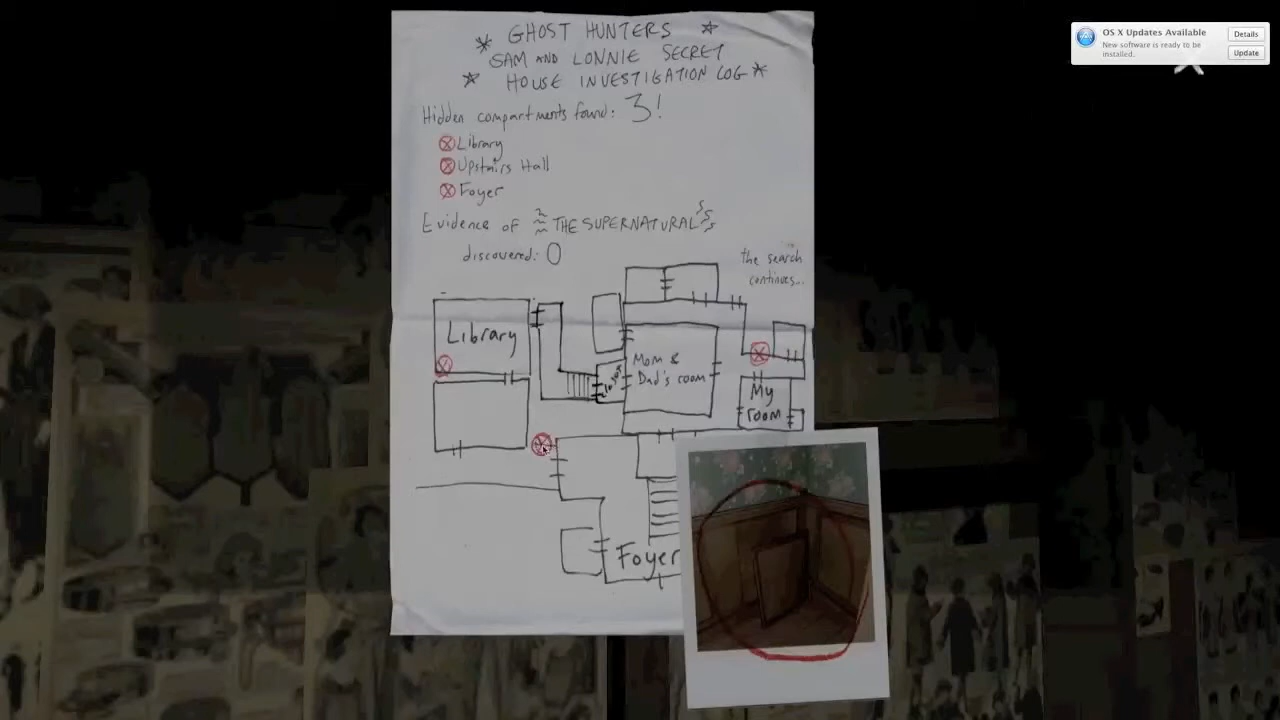 GHOST HUNTERS
SAM AND LONNIE SECRET
HOUSE INVESTIGATION LOG
Hidden compartments found: 3!
Library
Upstairs Hall
Foyer
Evidence of THE SUPERNATURAL
discovered: 0
the search
continues...
Library
Mom &
Dad's room
My
room
Foyer
OS X Updates Available
New software is ready to be
installed.
Details
Update